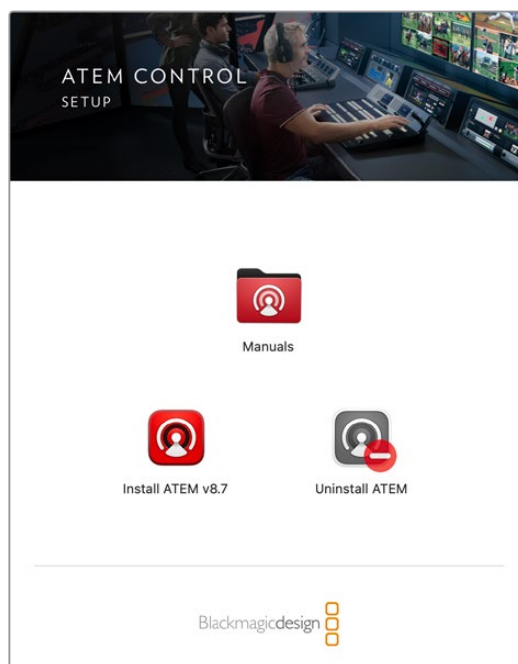 ATEM CONTROL
SETUP
Manuals
Install ATEM v8.7
Uninstall ATEM
Blackmagicdesign